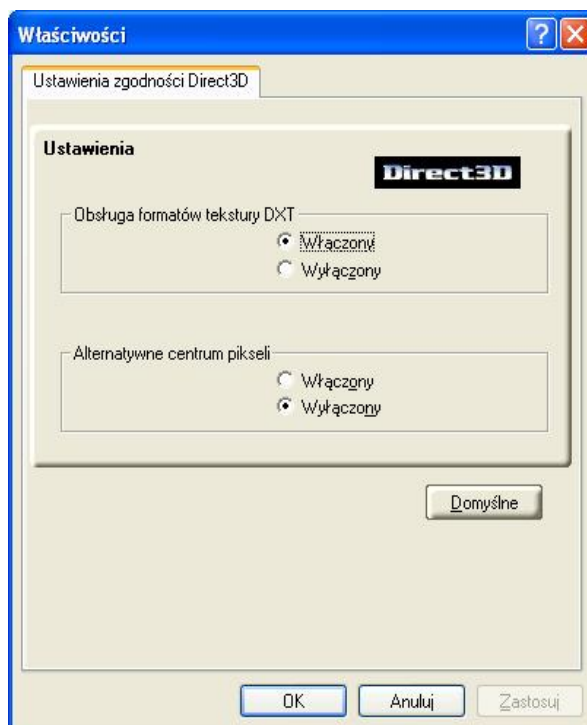 Właściwości
Ustawienia zgodności Direct3D
Ustawienia
Direct3D
Obsługa formatów tekstury DXT
Włączony
Wyłączony
Alternatywne centrum pikseli
Włączony
Wyłączony
Domyślne
OK
Anuluj
Zastosuj